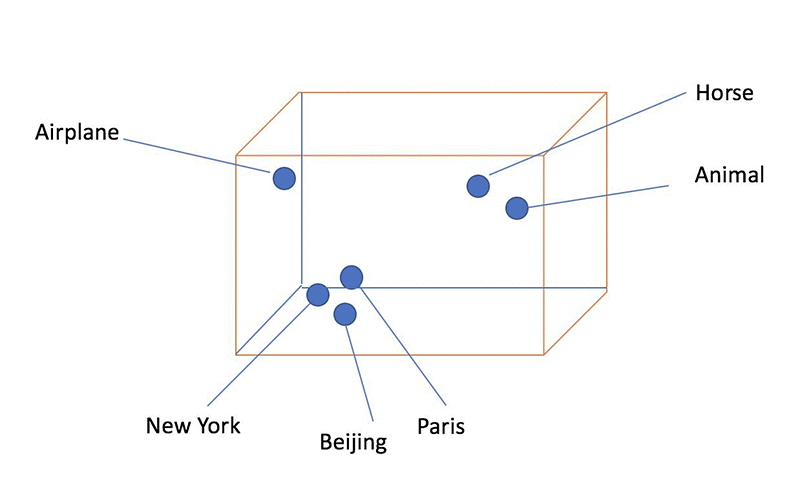 Horse
Airplane
Animal
New York
Beijing
Paris